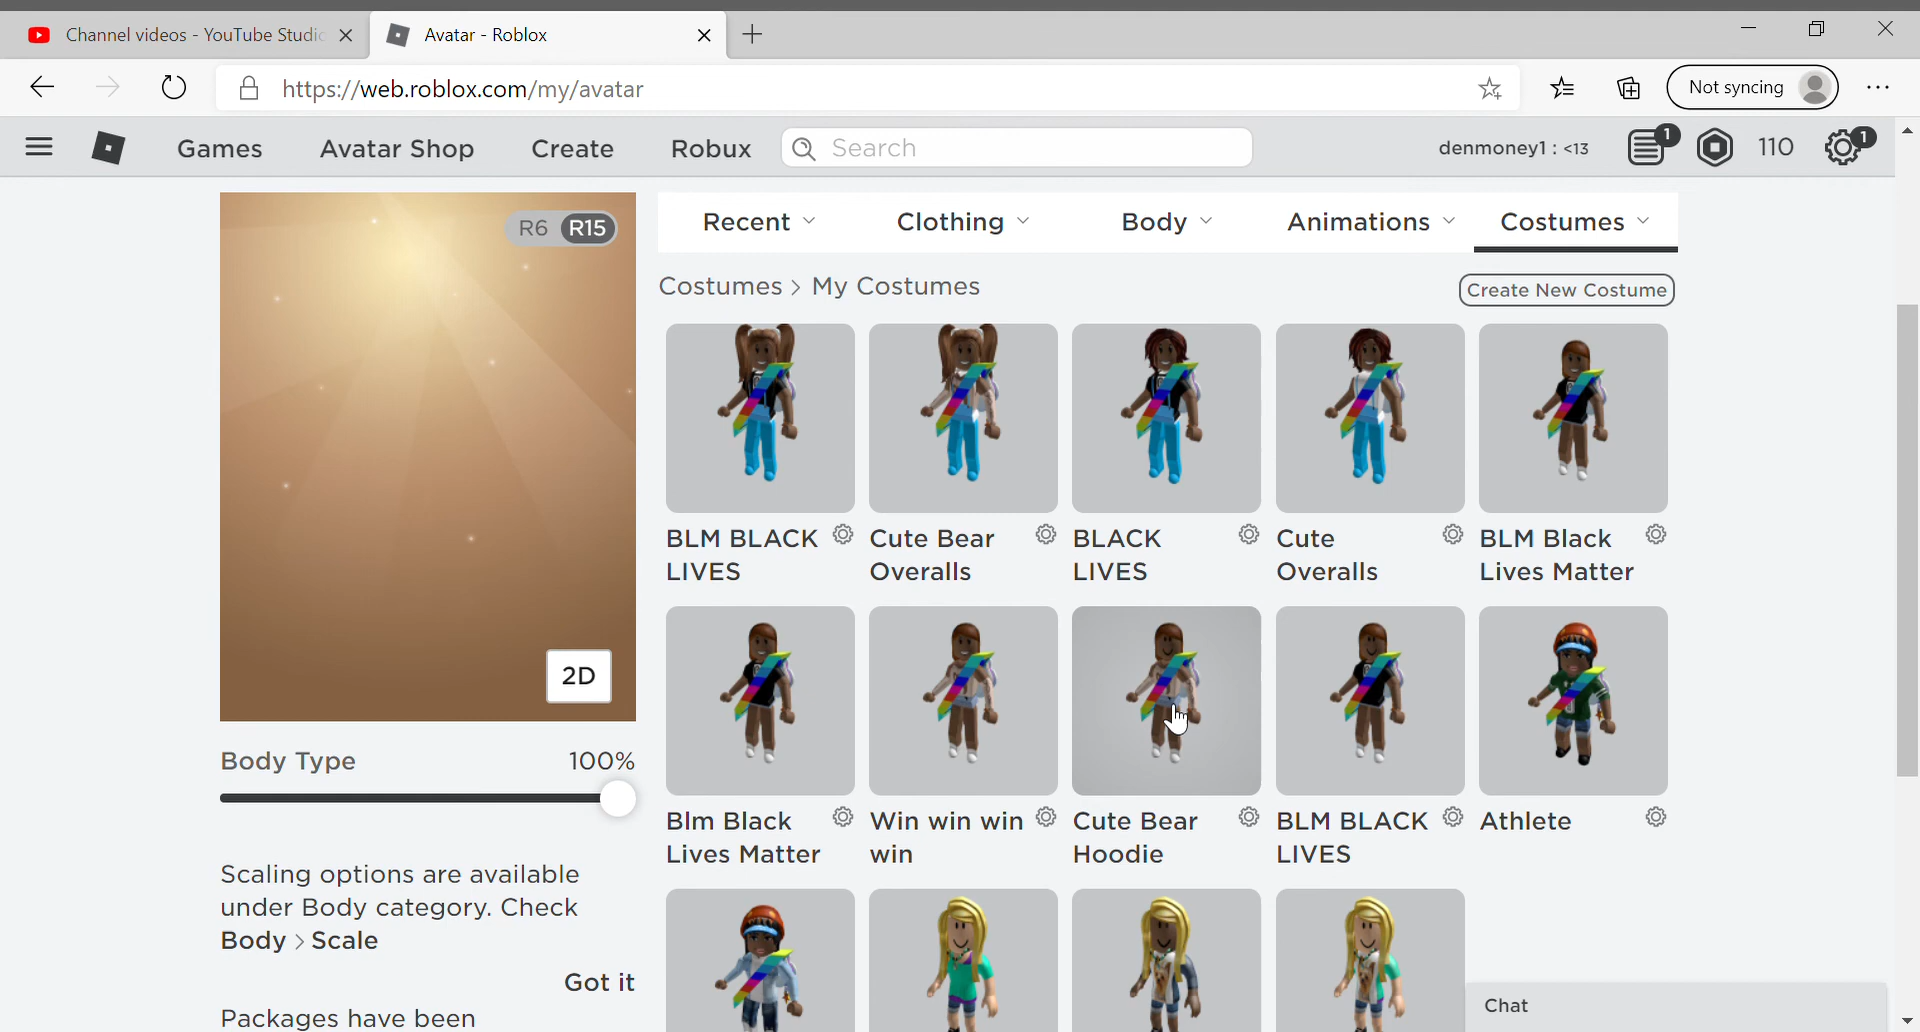 Channel videos - YouTube Studio
Avatar - Roblox
https://web.roblox.com/my/avatar
Not syncing
Games
Avatar Shop
Create
Robux
Search
denmoney1 : <13
1
110
1
R6 R15
2D
Recent
Clothing
Body
Animations
Costumes
Costumes > My Costumes
Create New Costume
BLM BLACK
LIVES
Cute Bear
Overalls
BLACK
LIVES
Cute
Overalls
BLM Black
Lives Matter
Blm Black
Lives Matter
Win win win
win
Cute Bear
Hoodie
BLM BLACK
LIVES
Athlete
Body Type 100%
Scaling options are available
under Body category. Check
Body > Scale
Got it
Packages have been
Chat